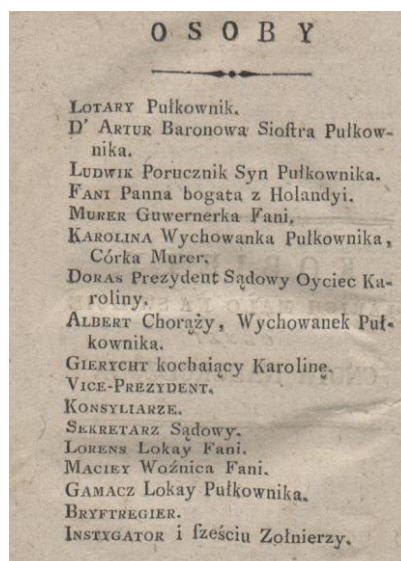 OSOBY
LOTARY Pułkownik.
D' ARTUR Baronowa Sioſtra Pułkow-
nika.
LUDWIK Porucznik Syn Pułkownika.
FANI Panna bogata z Holandyi.
MURER Guwernerka Fani.
KAROLINA Wychowanka Pułkownika,
Córka Murer.
DORAS Prezydent Sądowy Oyciec Ka-
roliny.
ALBERT Chorąży, Wychowanek Puł-
kownika.
GIERYCHT kochaiący Karolinę.
VICE-PREZYDENT.
KONSYLIARZE.
SEKRETARZ Sądowy.
LORENS Lokay Fani.
MACIEY Woźnica Fani.
GAMACZ Lokay Pułkownika.
BRYFTREGIER.
INSTYGATOR i ſześciu Zołnierzy.